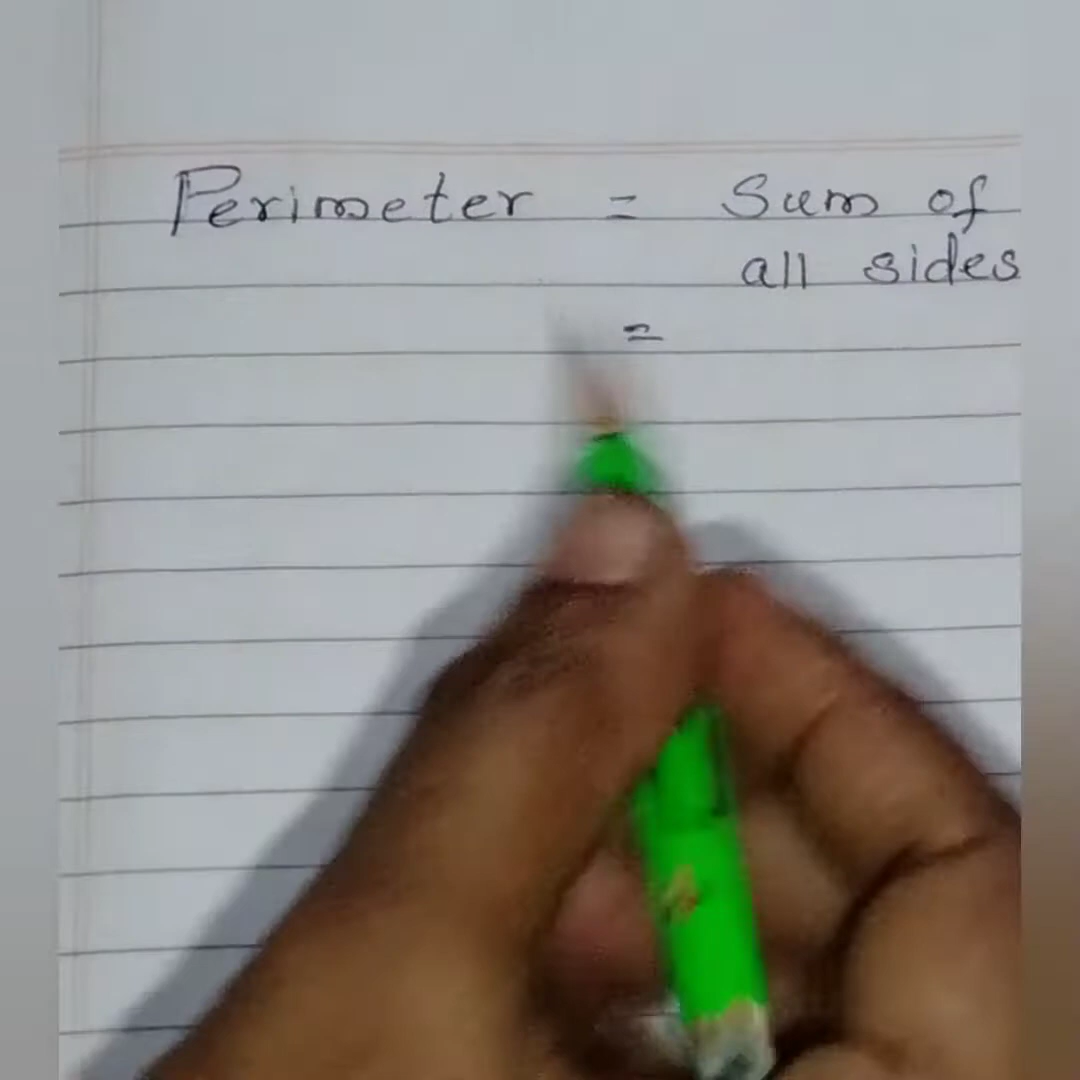 Perimeter = Sum of
all sides
=